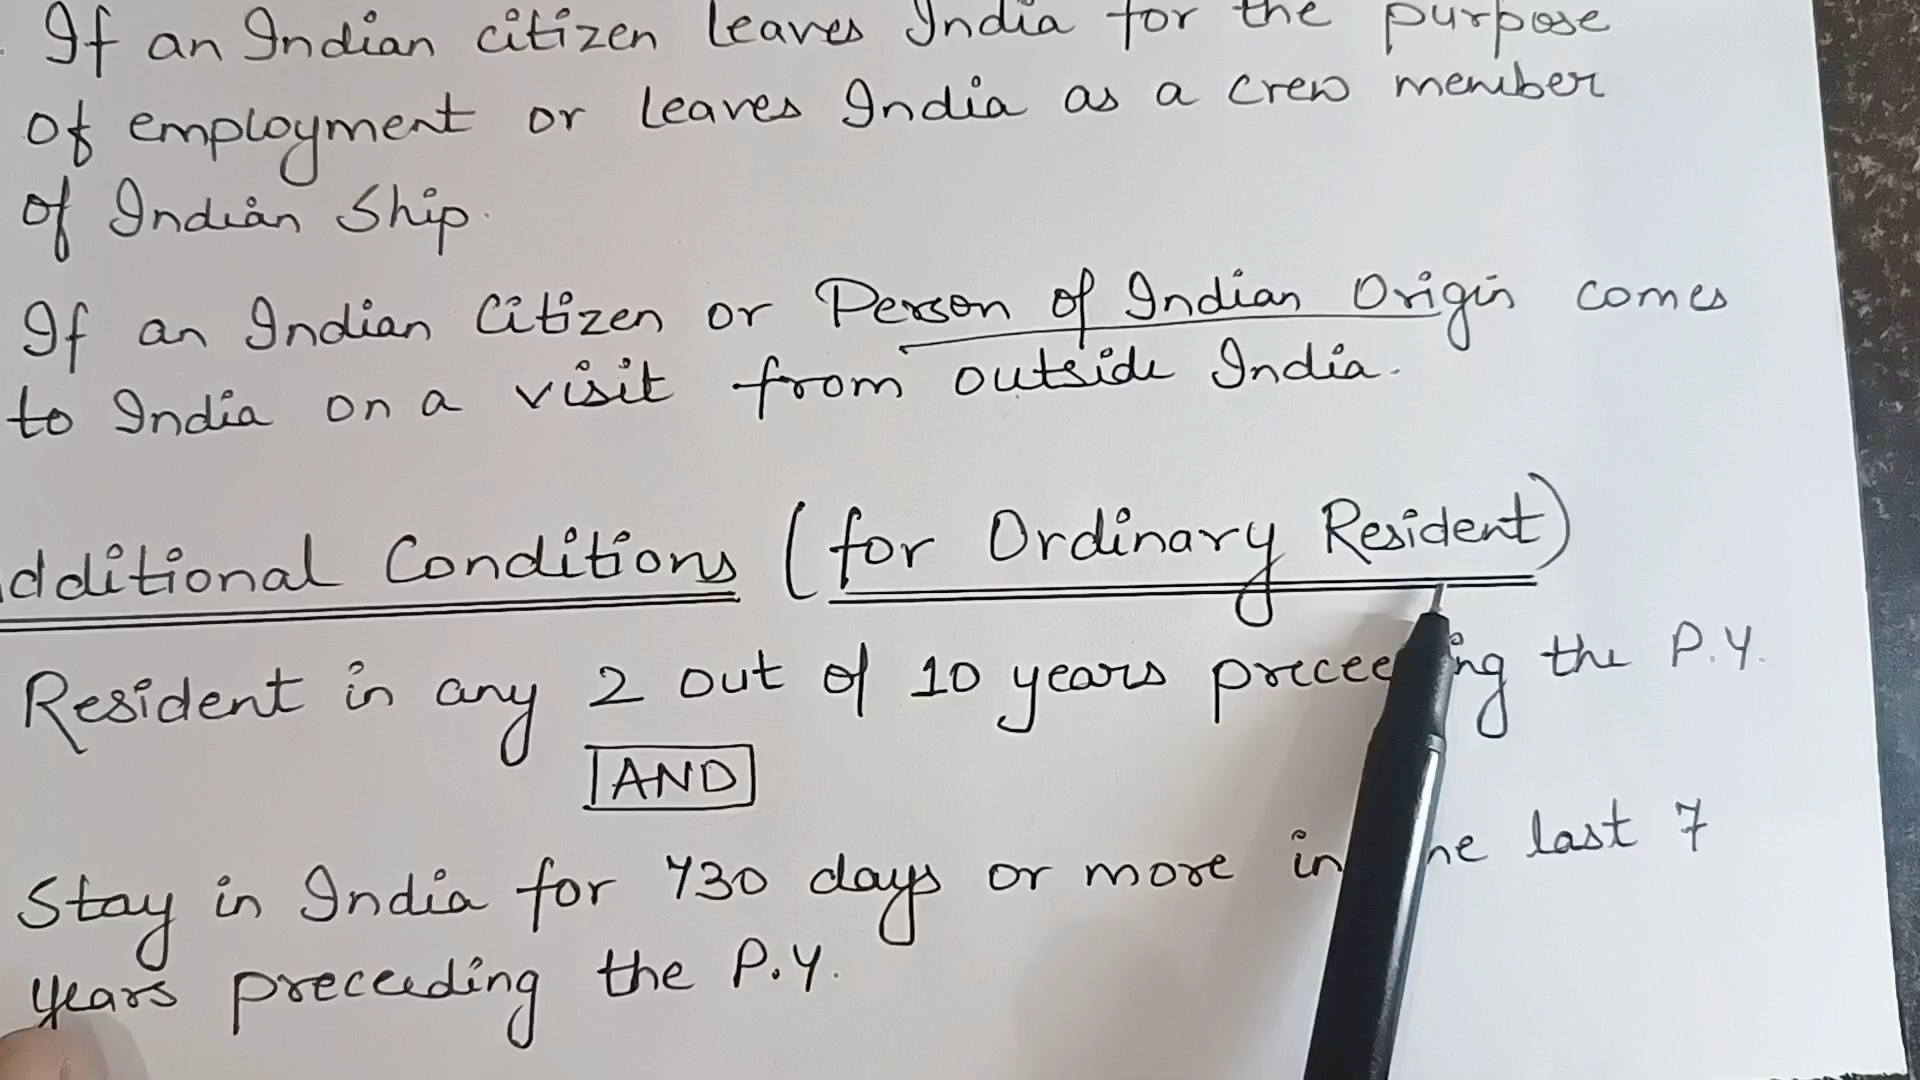 If an Indian citizen leaves India for the purpose
of employment or leaves India as a crew member
of Indian Ship.
If an Indian Citizen or Person of Indian Origin comes
to India on a visit from outside India.
dditional Conditions (for Ordinary Resident)
Resident in any 2 out of 10 years precee ing the P.Y.
AND
Stay in India for 730 days or more in he last 7
years preceeding the P.Y.